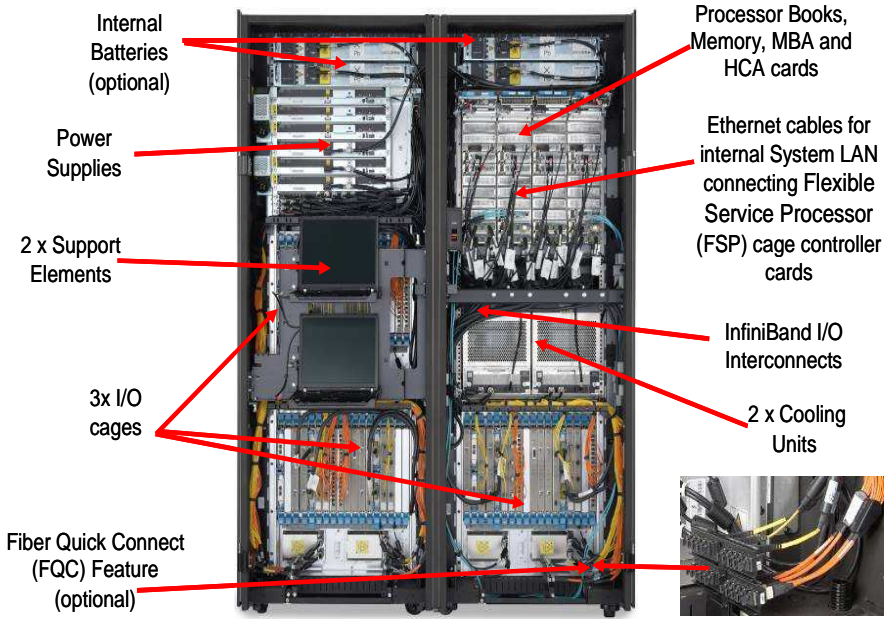 Internal
Batteries
(optional)
Power
Supplies
2 x Support
Elements
3x I/O
cages
Fiber Quick Connect
(FQC) Feature
(optional)
Processor Books,
Memory, MBA and
HCA cards
Ethernet cables for
internal System LAN
connecting Flexible
Service Processor
(FSP) cage controller
cards
InfiniBand I/O
Interconnects
2 x Cooling
Units